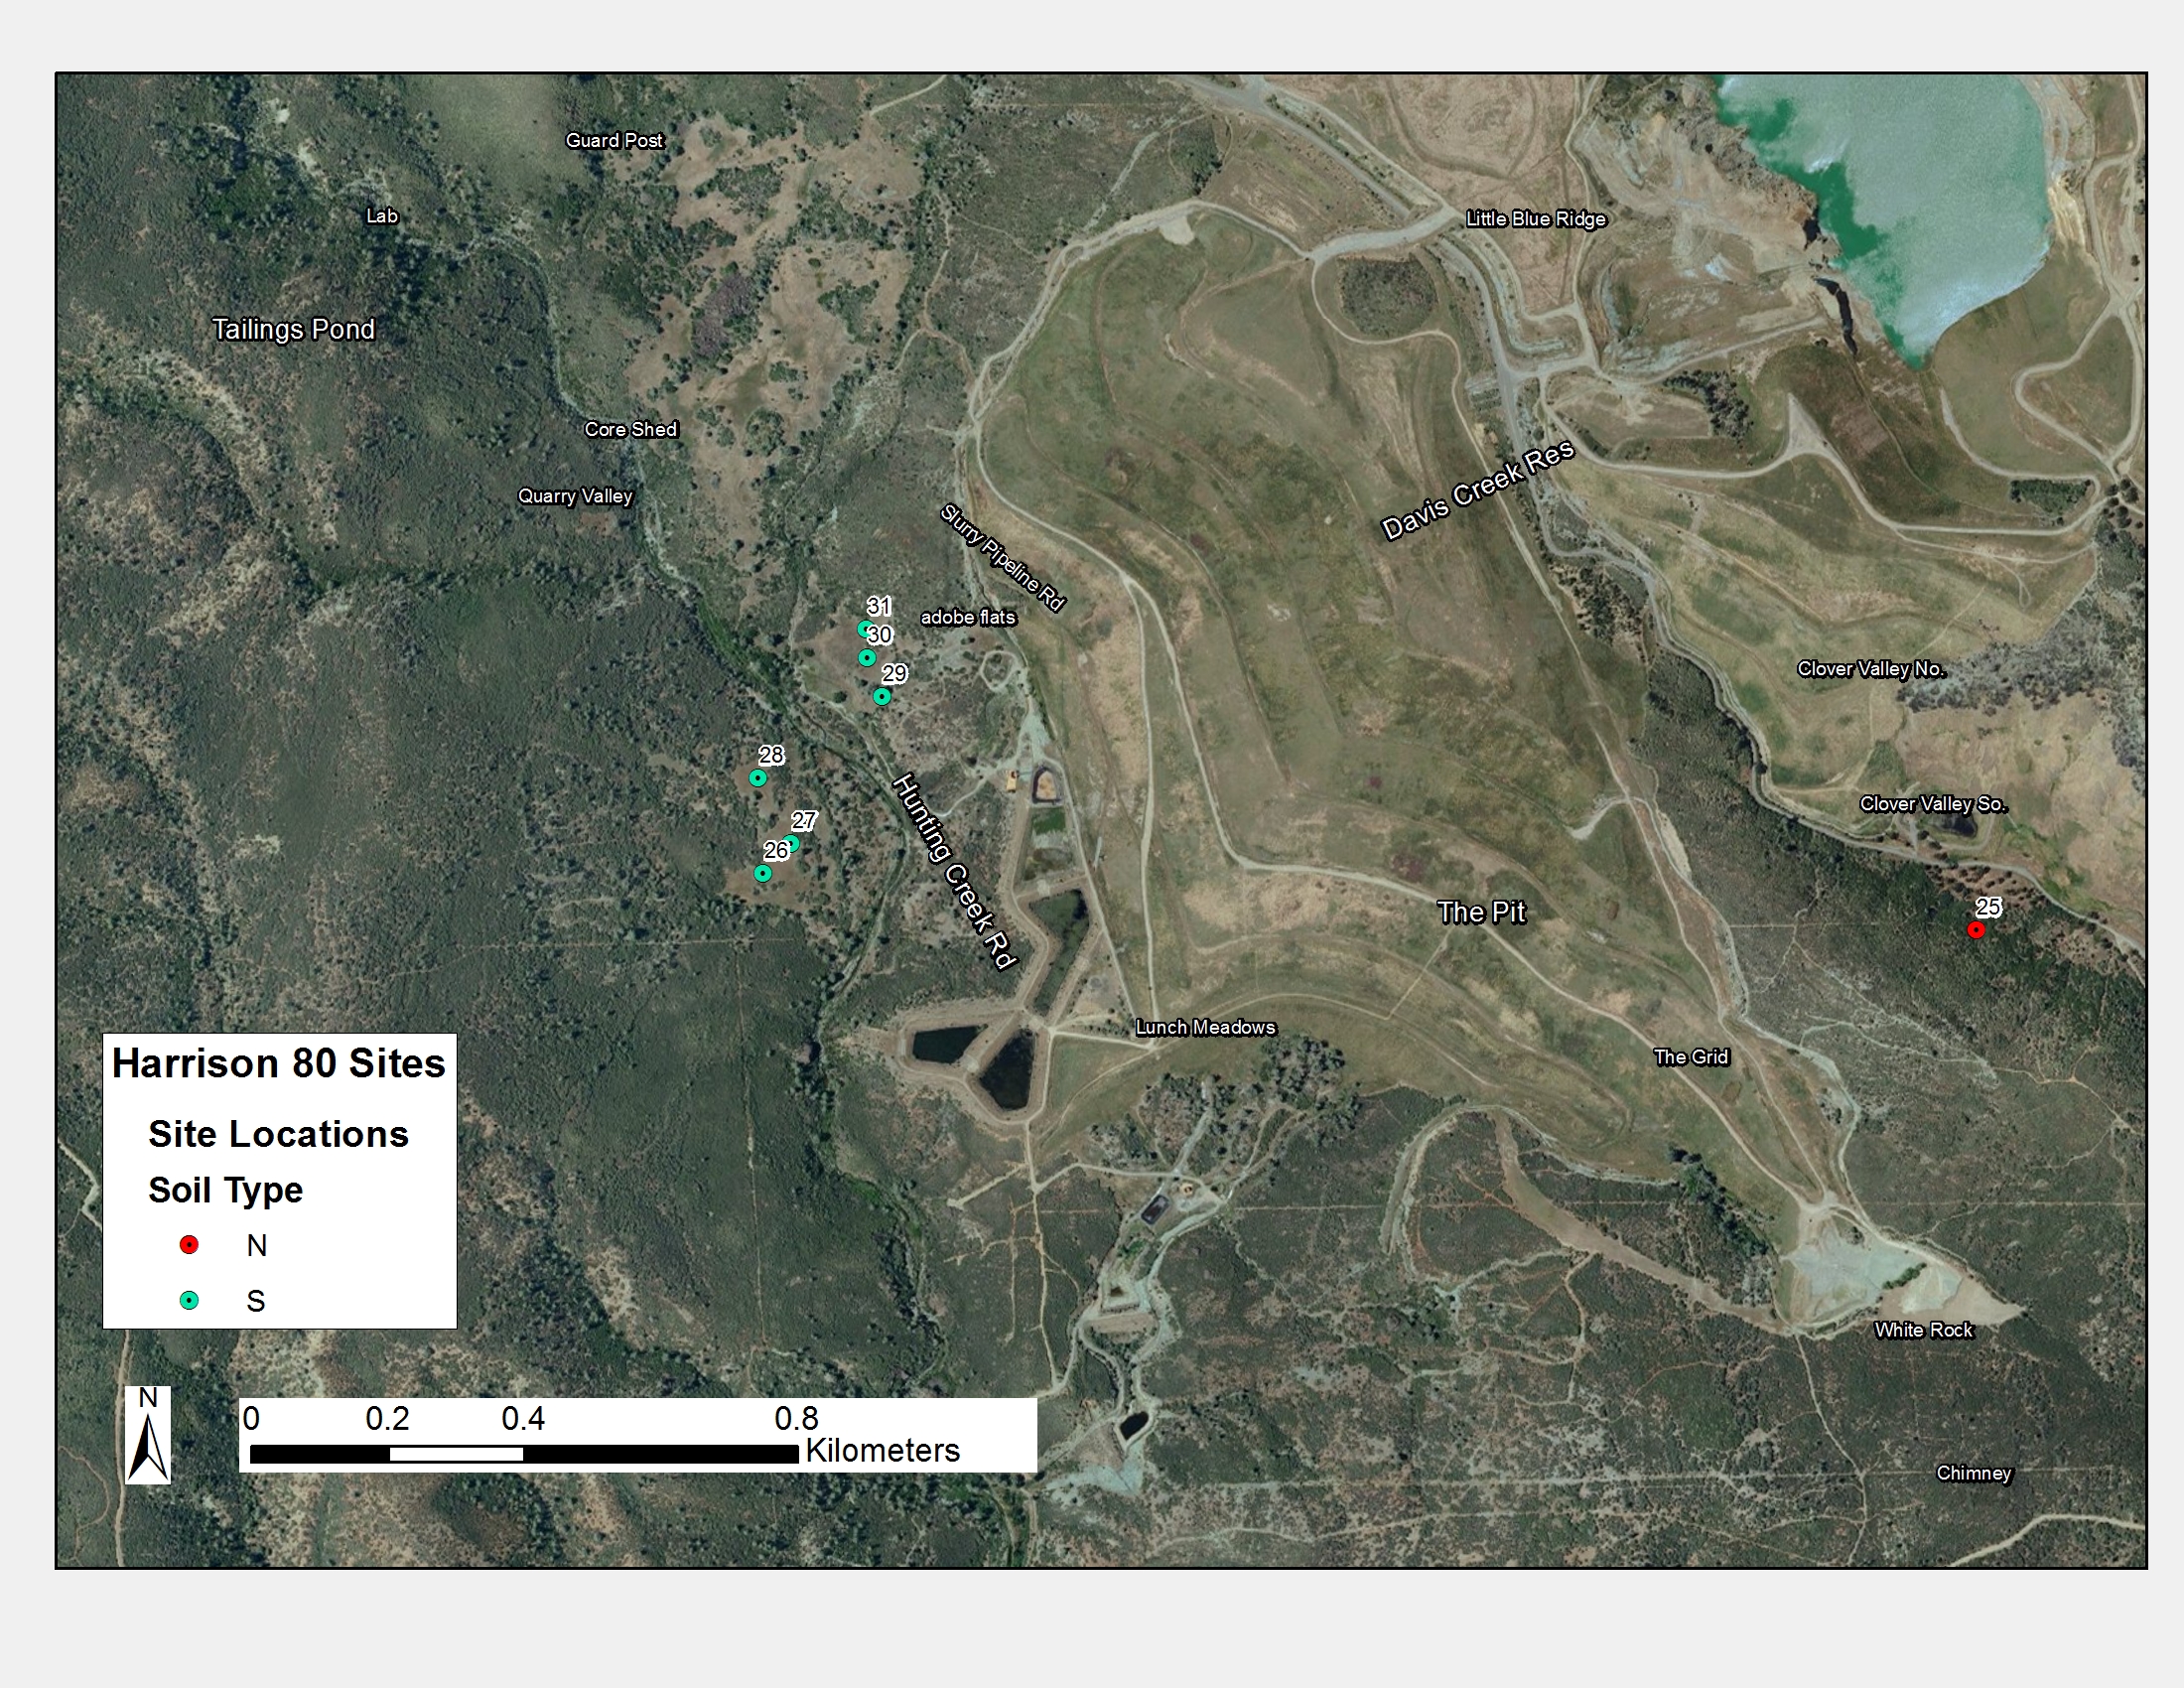 Guard Post
Lab
Little Blue Ridge
Tailings Pond
Core Shed
Davis Creek Res
Quarry Valley
Slurry Pipeline Rd
31
adobe flats
30
29
Clover Valley No.
28
Hunting Creek Rd
27
26
Clover Valley So.
The Pit
25
Lunch Meadows
The Grid
Harrison 80 Sites
Site Locations
Soil Type
N
S
White Rock
N
0 0.2 0.4 0.8
Kilometers
Chimney